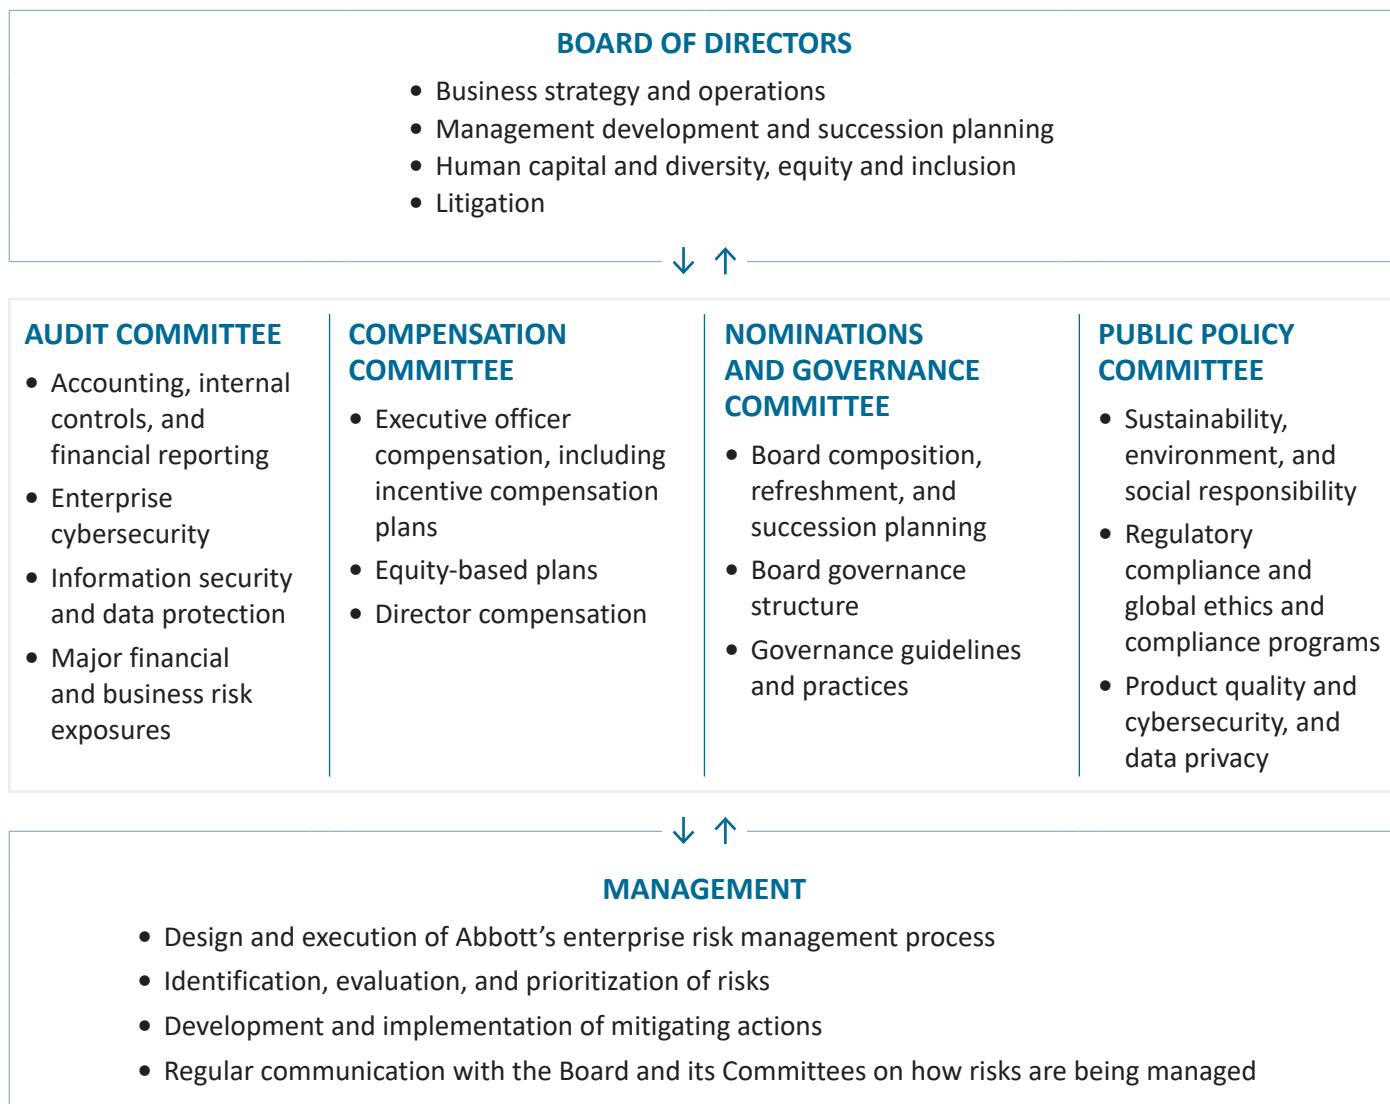 BOARD OF DIRECTORS
• Business strategy and operations
• Management development and succession planning
• Human capital and diversity, equity and inclusion
• Litigation
↓ ↑
AUDIT COMMITTEE
• Accounting, internal
controls, and
financial reporting
• Enterprise
cybersecurity
• Information security
and data protection
• Major financial
and business risk
exposures
COMPENSATION
COMMITTEE
• Executive officer
compensation, including
incentive compensation
plans
• Equity-based plans
• Director compensation
NOMINATIONS
AND GOVERNANCE
COMMITTEE
• Board composition,
refreshment, and
succession planning
• Board governance
structure
• Governance guidelines
and practices
PUBLIC POLICY
COMMITTEE
• Sustainability,
environment, and
social responsibility
• Regulatory
compliance and
global ethics and
compliance programs
• Product quality and
cybersecurity, and
data privacy
↓ ↑
MANAGEMENT
• Design and execution of Abbott’s enterprise risk management process
• Identification, evaluation, and prioritization of risks
• Development and implementation of mitigating actions
• Regular communication with the Board and its Committees on how risks are being managed